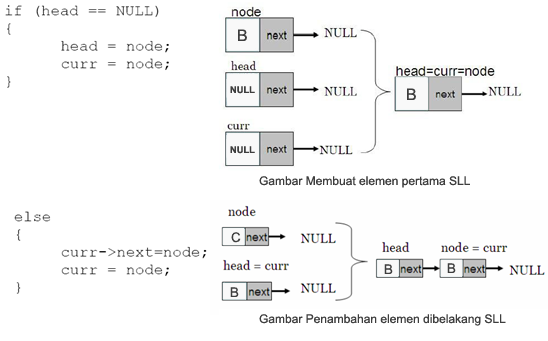 if (head == NULL)
{
head = node;
curr = node;
}
node
B next NULL
head
NULL next NULL
curr
NULL next NULL
head=curr=node
B next NULL
Gambar Membuat elemen pertama SLL
else
{
curr->next=node;
curr = node;
}
node
C next NULL
head = curr
B next NULL
head node = curr
B next B next NULL
Gambar Penambahan elemen dibelakang SLL